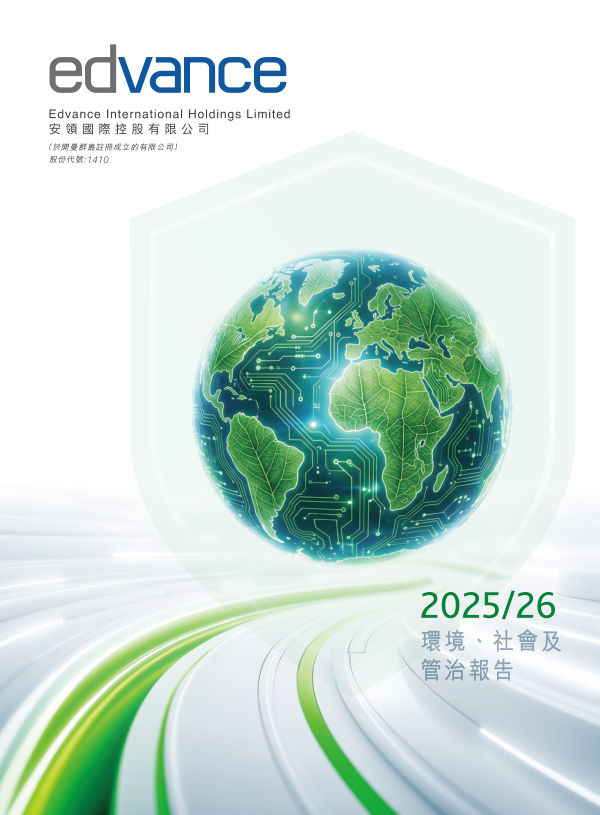 edvance
Edvance International Holdings Limited
安領國際控股有限公司
(於開曼群島註冊成立的有限公司)
股份代號:1410
2025/26
環境、社會及
管治報告